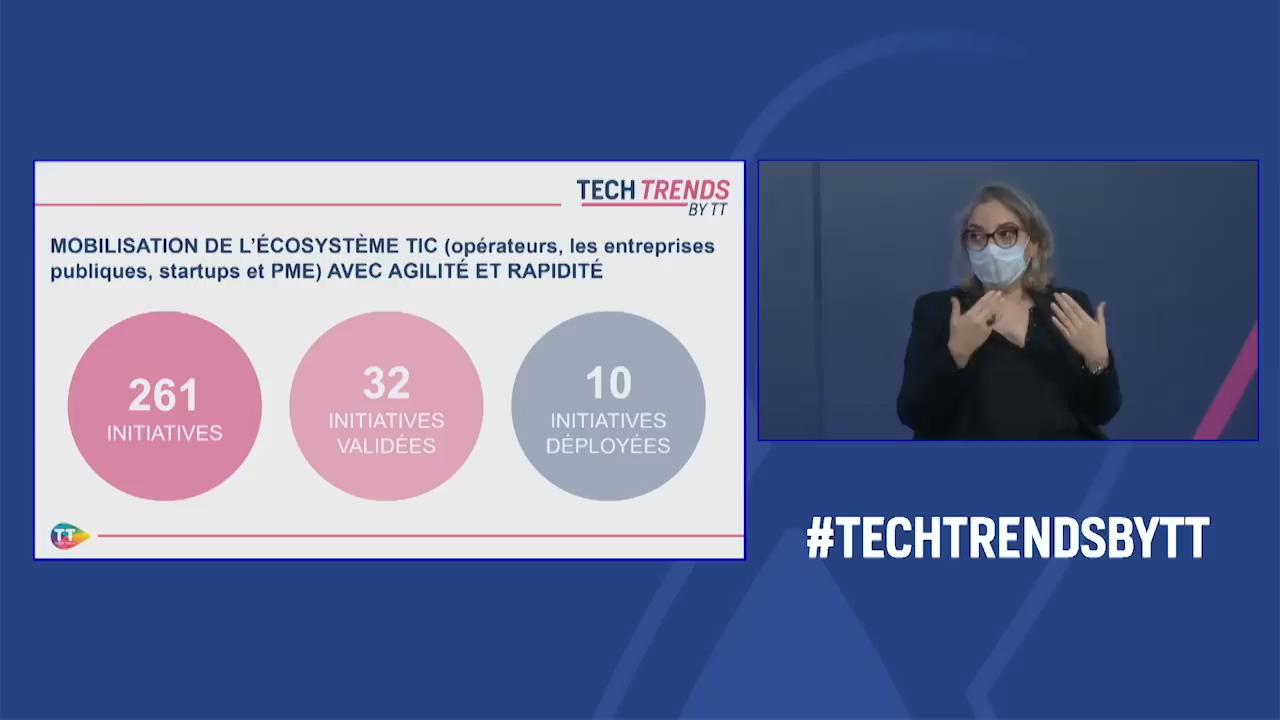 TECH TRENDS
BY TT
MOBILISATION DE L'ÉCOSYSTÈME TIC (opérateurs, les entreprises
publiques, startups et PME) AVEC AGILITÉ ET RAPIDITÉ
261
INITIATIVES
32
INITIATIVES
VALIDÉES
10
INITIATIVES
DÉPLOYÉES
TT
#TECHTRENDSBYTT